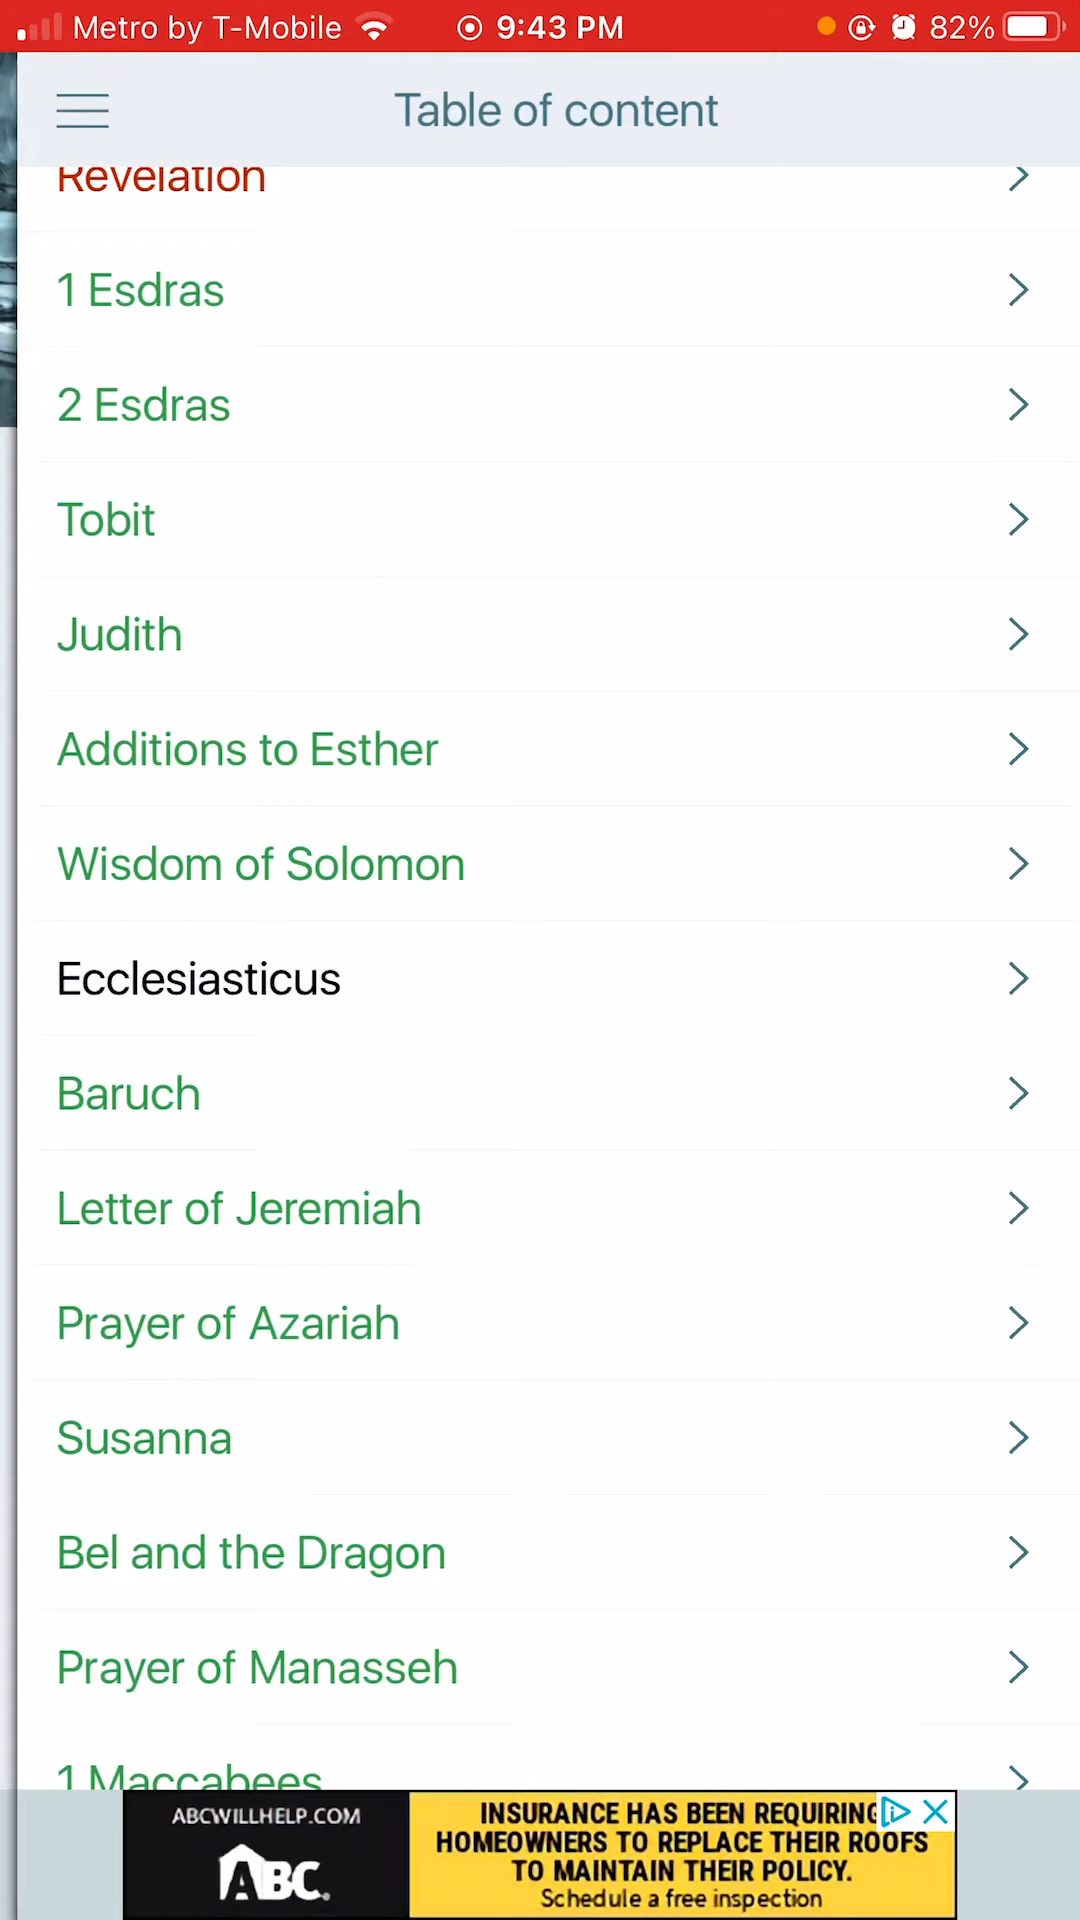 Metro by T-Mobile 9:43 PM 82%
Table of content
Revelation
1 Esdras
2 Esdras
Tobit
Judith
Additions to Esther
Wisdom of Solomon
Ecclesiasticus
Baruch
Letter of Jeremiah
Prayer of Azariah
Susanna
Bel and the Dragon
Prayer of Manasseh
1 Maccabees
ABCWILLHELP.COM
ABC
INSURANCE HAS BEEN REQUIRING
HOMEOWNERS TO REPLACE THEIR ROOFS
TO MAINTAIN THEIR POLICY.
Schedule a free inspection